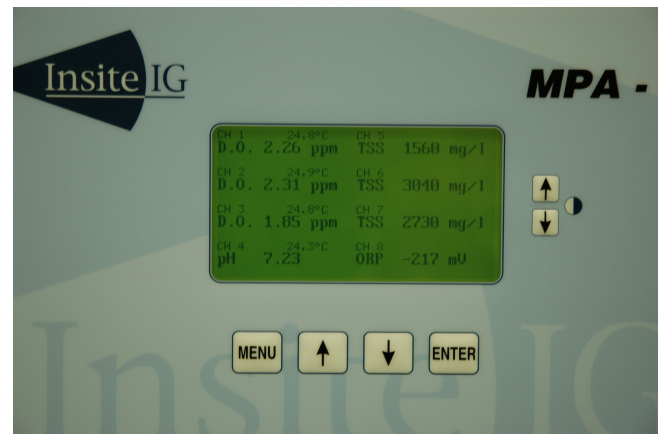 Insite IG
MPA -
CH 1 24.8°C CH 5
D.O. 2.26 ppm TSS 1560 mg/l
CH 2 24.9°C CH 6
D.O. 2.31 ppm TSS 3040 mg/l
CH 3 24.8°C CH 7
D.O. 1.85 ppm TSS 2730 mg/l
CH 4 24.3°C CH 8
pH 7.23 ORP -217 mV
MENU ENTER
Insite IG